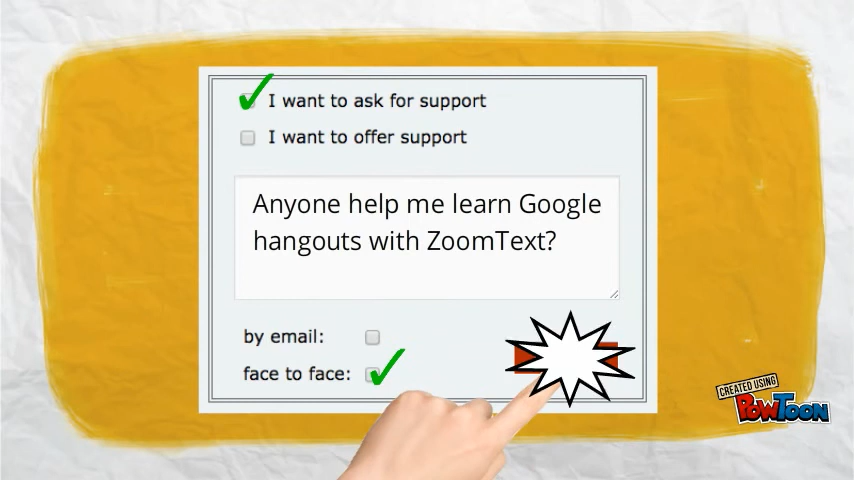 I want to ask for support
I want to offer support
Anyone help me learn Google
hangouts with ZoomText?
by email:
face to face:
CREATED USING
PowToon